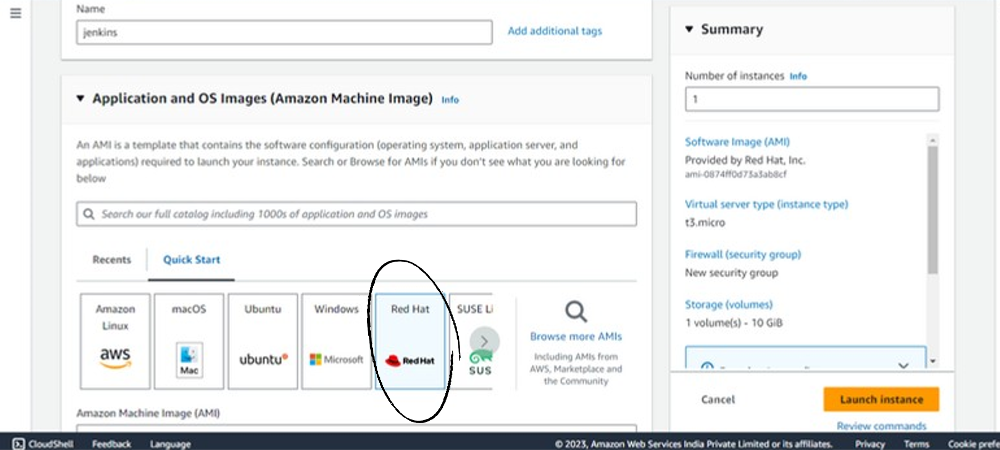 Name
jenkins
Add additional tags
Application and OS Images (Amazon Machine Image) Info
An AMI is a template that contains the software configuration (operating system, application server, and
applications) required to launch your instance. Search or Browse for AMIs if you don't see what you are looking for
below
Search our full catalog including 1000s of application and OS images
Recents
Quick Start
Amazon
Linux
aws
macOS
Mac
Ubuntu
ubuntu
Windows
Microsoft
Red Hat
Red Hat
SUSE Li
SUS
Browse more AMIs
Including AMIs from
AWS, Marketplace and
the Community
Amazon Machine Image (AMI)
Summary
Number of instances Info
1
Software Image (AMI)
Provided by Red Hat, Inc.
ami-0874ff0d73a3ab8cf
Virtual server type (instance type)
t3.micro
Firewall (security group)
New security group
Storage (volumes)
1 volume(s) - 10 GiB
Cancel
Launch instance
Review commands
CloudShell Feedback Language
© 2023, Amazon Web Services India Private Limited or its affiliates. Privacy Terms Cookie prefe